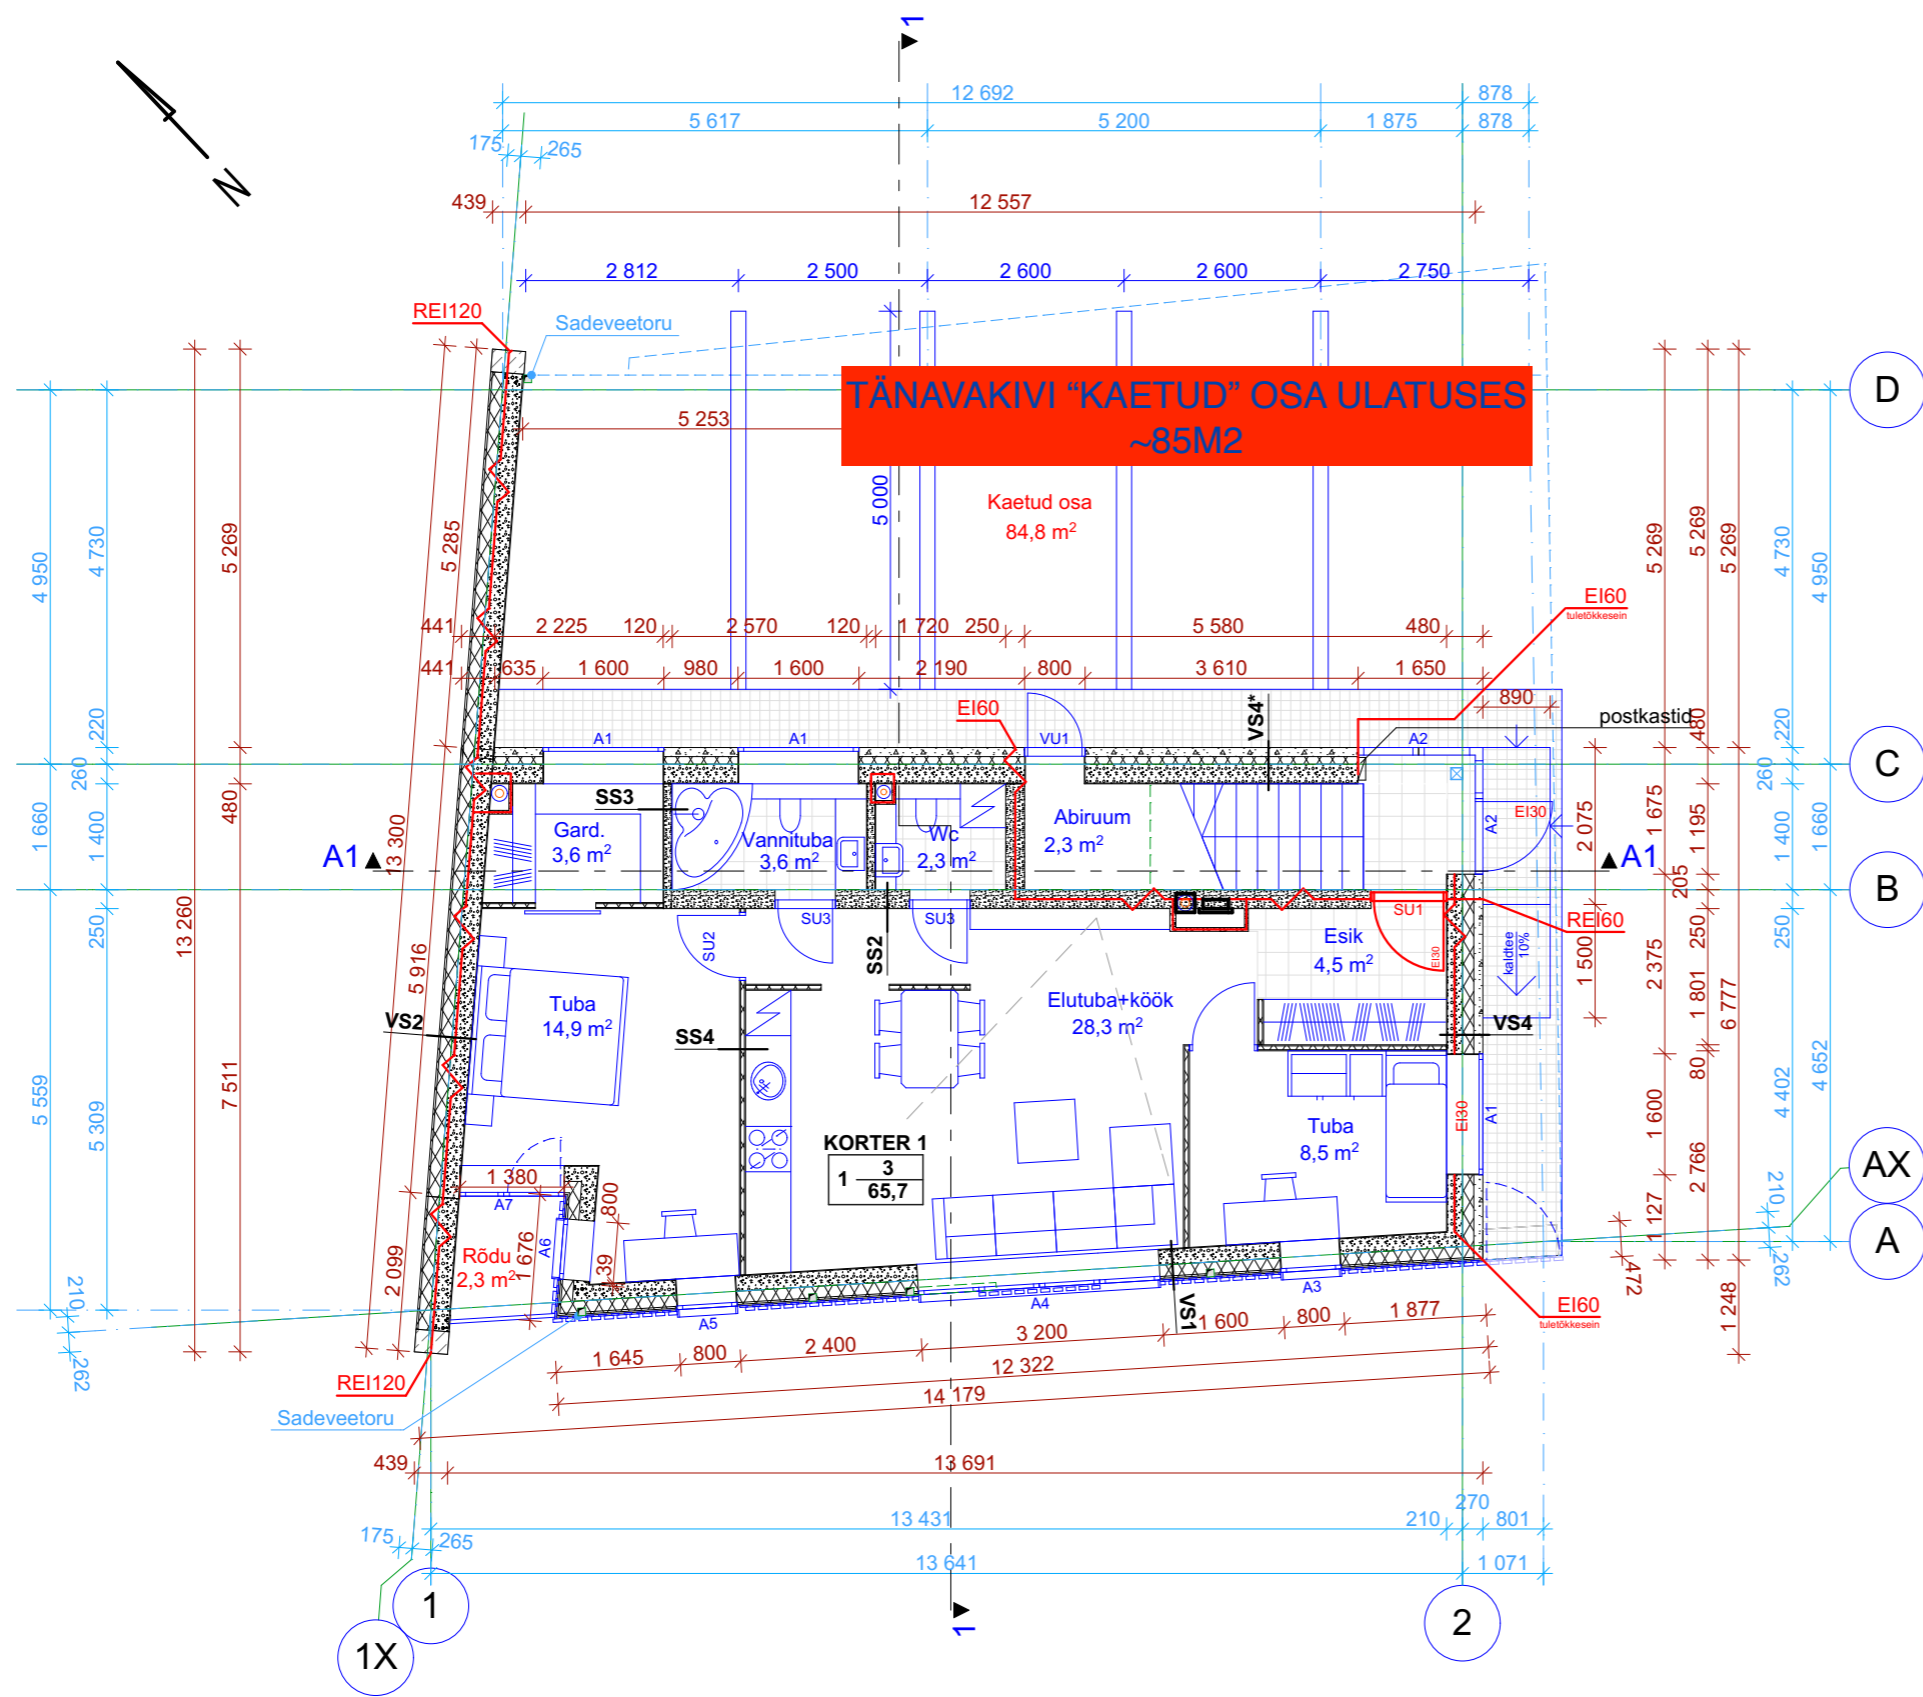 1
12 692
878
5 617
5 200
1 875
878
175
265
439
12 557
N
2 812
2 500
2 600
2 600
2 750
REI120
Sadeveetoru
TÄNAVAKIVI “KAETUD” OSA ULATUSES
~85M2
D
5 253
5 000
Kaetud osa
84,8 m²
4 950
4 730
5 269
5 285
5 269
5 269
5 269
4 730
4 950
EI60
tuletõkkesein
441
2 225
120
2 570
120
1 720
250
5 580
480
441
635
1 600
980
1 600
2 190
800
3 610
1 650
890
EI60
VS4*
postkastid
220
480
220
A1
A1
VU1
A2
C
260
480
260
SS3
Gard.
3,6 m²
Vannituba
3,6 m²
Wc
2,3 m²
Abiruum
2,3 m²
A2
EI30
1 660
1 400
13 300
2 075
1 675
1 195
1 400
1 660
A1
A1
205
B
SU2
SU3
SU3
SU1
EI30
REI60
250
13 260
5 916
SS2
Esik
4,5 m²
kaldtee
10%
1 500
2 375
250
1 801
6 777
250
Tuba
14,9 m²
Elutuba+köök
28,3 m²
VS2
SS4
VS4
5 559
5 309
7 511
80
4 402
4 652
1 600
EI30
A1
Tuba
8,5 m²
KORTER 1
1
3
65,7
AX
1 380
800
A7
A6
1 676
39
Rõdu
2,3 m²
2 099
2 766
1 127
210
262
472
1 248
A
210
262
A5
A4
A3
VS1
EI60
tuletõkkesein
1 645
800
2 400
3 200
1 600
800
1 877
12 322
14 179
REI120
Sadeveetoru
439
13 691
270
13 431
210
801
175
265
13 641
1 071
1
1
2
1X